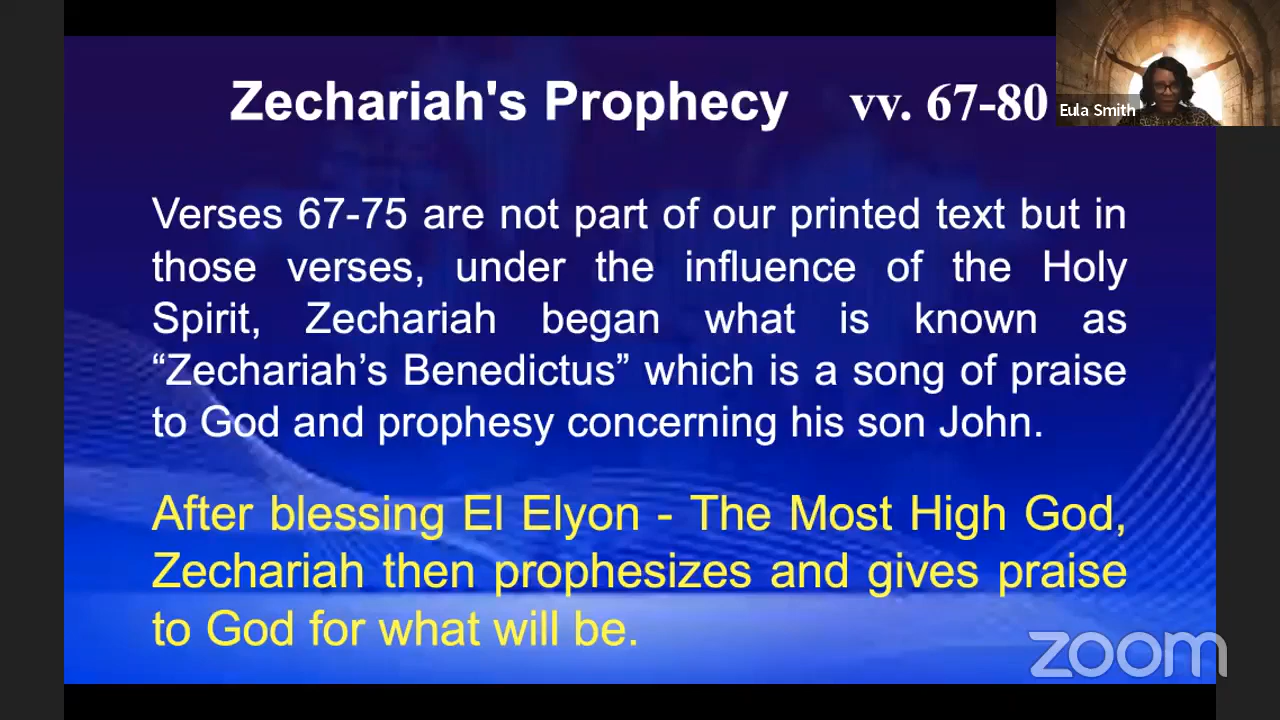 Zechariah's Prophecy vv. 67-80
Eula Smith
Verses 67-75 are not part of our printed text but in
those verses, under the influence of the Holy
Spirit, Zechariah began what is known as
“Zechariah’s Benedictus” which is a song of praise
to God and prophesy concerning his son John.
After blessing El Elyon - The Most High God,
Zechariah then prophesizes and gives praise
to God for what will be.
zoom